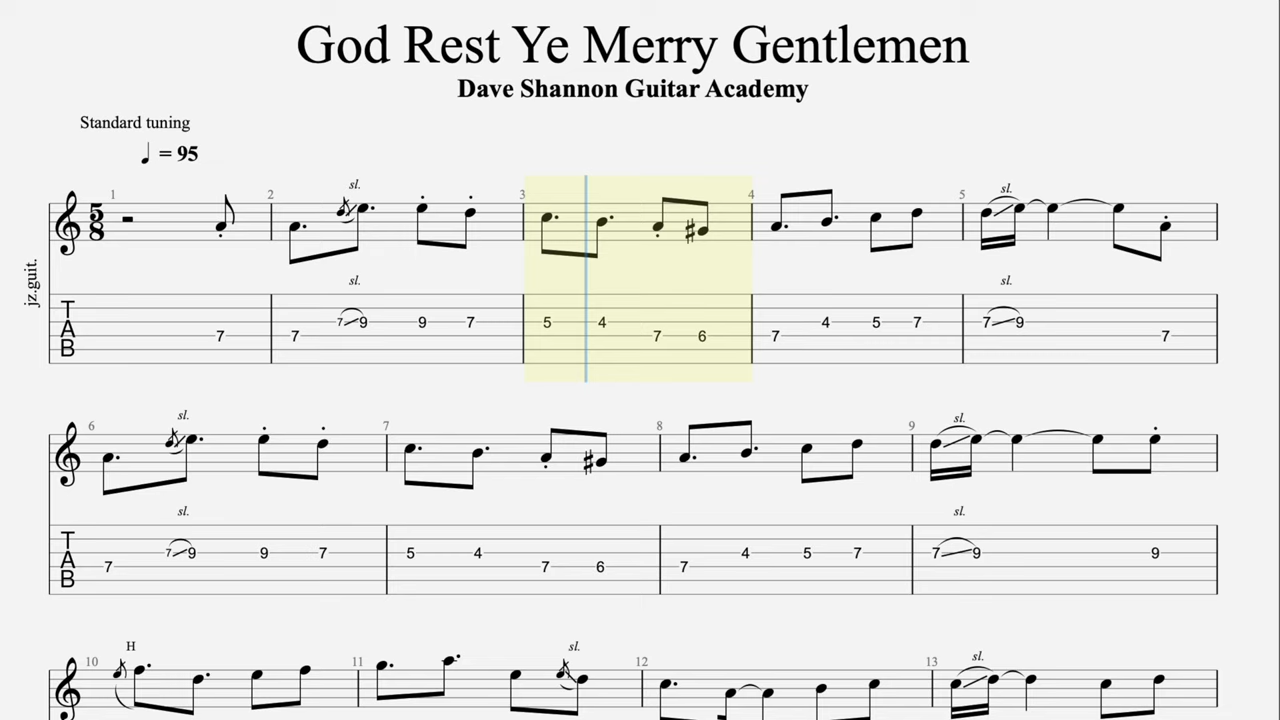 God Rest Ye Merry Gentlemen
Dave Shannon Guitar Academy
Standard tuning
♩ = 95
sl.
1 2 3 4 5
5
8
jz.guit.
sl. sl.
T
A
B
7 7 7 9 9 7 5 4 7 6 7 4 5 7 7 9 7
sl. sl.
6 7 8 9
sl. sl.
T
A
B
7 7 9 9 7 5 4 7 6 7 4 5 7 7 9 9
H sl. sl.
10 11 12 13